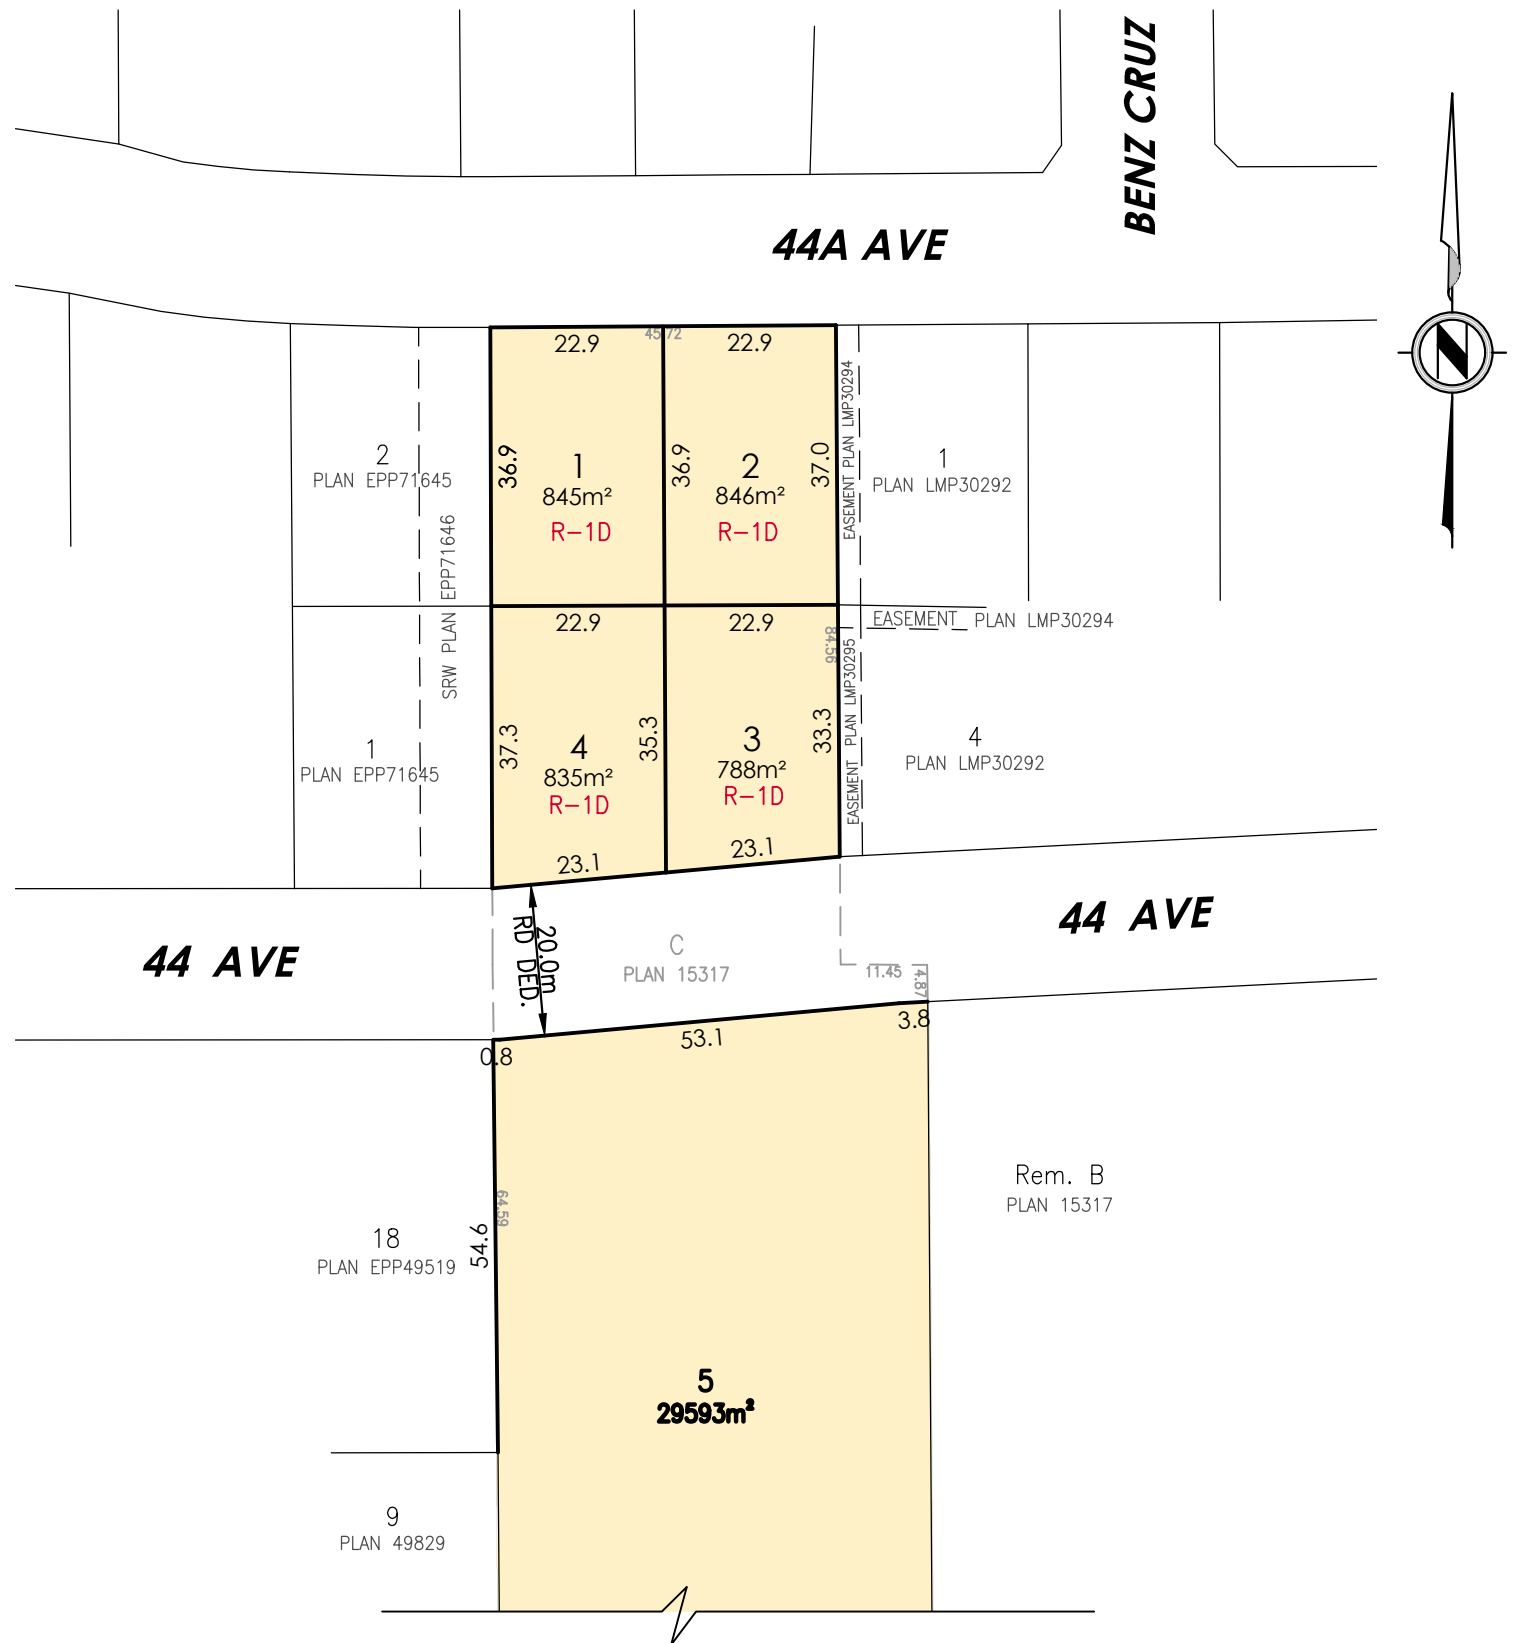 BENZ CRUZ
44A AVE
N
45.72
22.9
22.9
36.9
36.9
37.0
1
845m²
R-1D
2
846m²
R-1D
2
PLAN EPP71645
SRW PLAN EPP71646
EASEMENT PLAN LMP30294
1
PLAN LMP30292
EASEMENT PLAN LMP30294
22.9
22.9
84.56
37.3
35.3
33.3
4
835m²
R-1D
3
788m²
R-1D
1
PLAN EPP71645
EASEMENT PLAN LMP30295
4
PLAN LMP30292
23.1
23.1
44 AVE
20.0m
RD DED.
C
PLAN 15317
44 AVE
11.45
4.87
0.8
53.1
3.8
64.59
54.6
18
PLAN EPP49519
Rem. B
PLAN 15317
5
29593m²
9
PLAN 49829